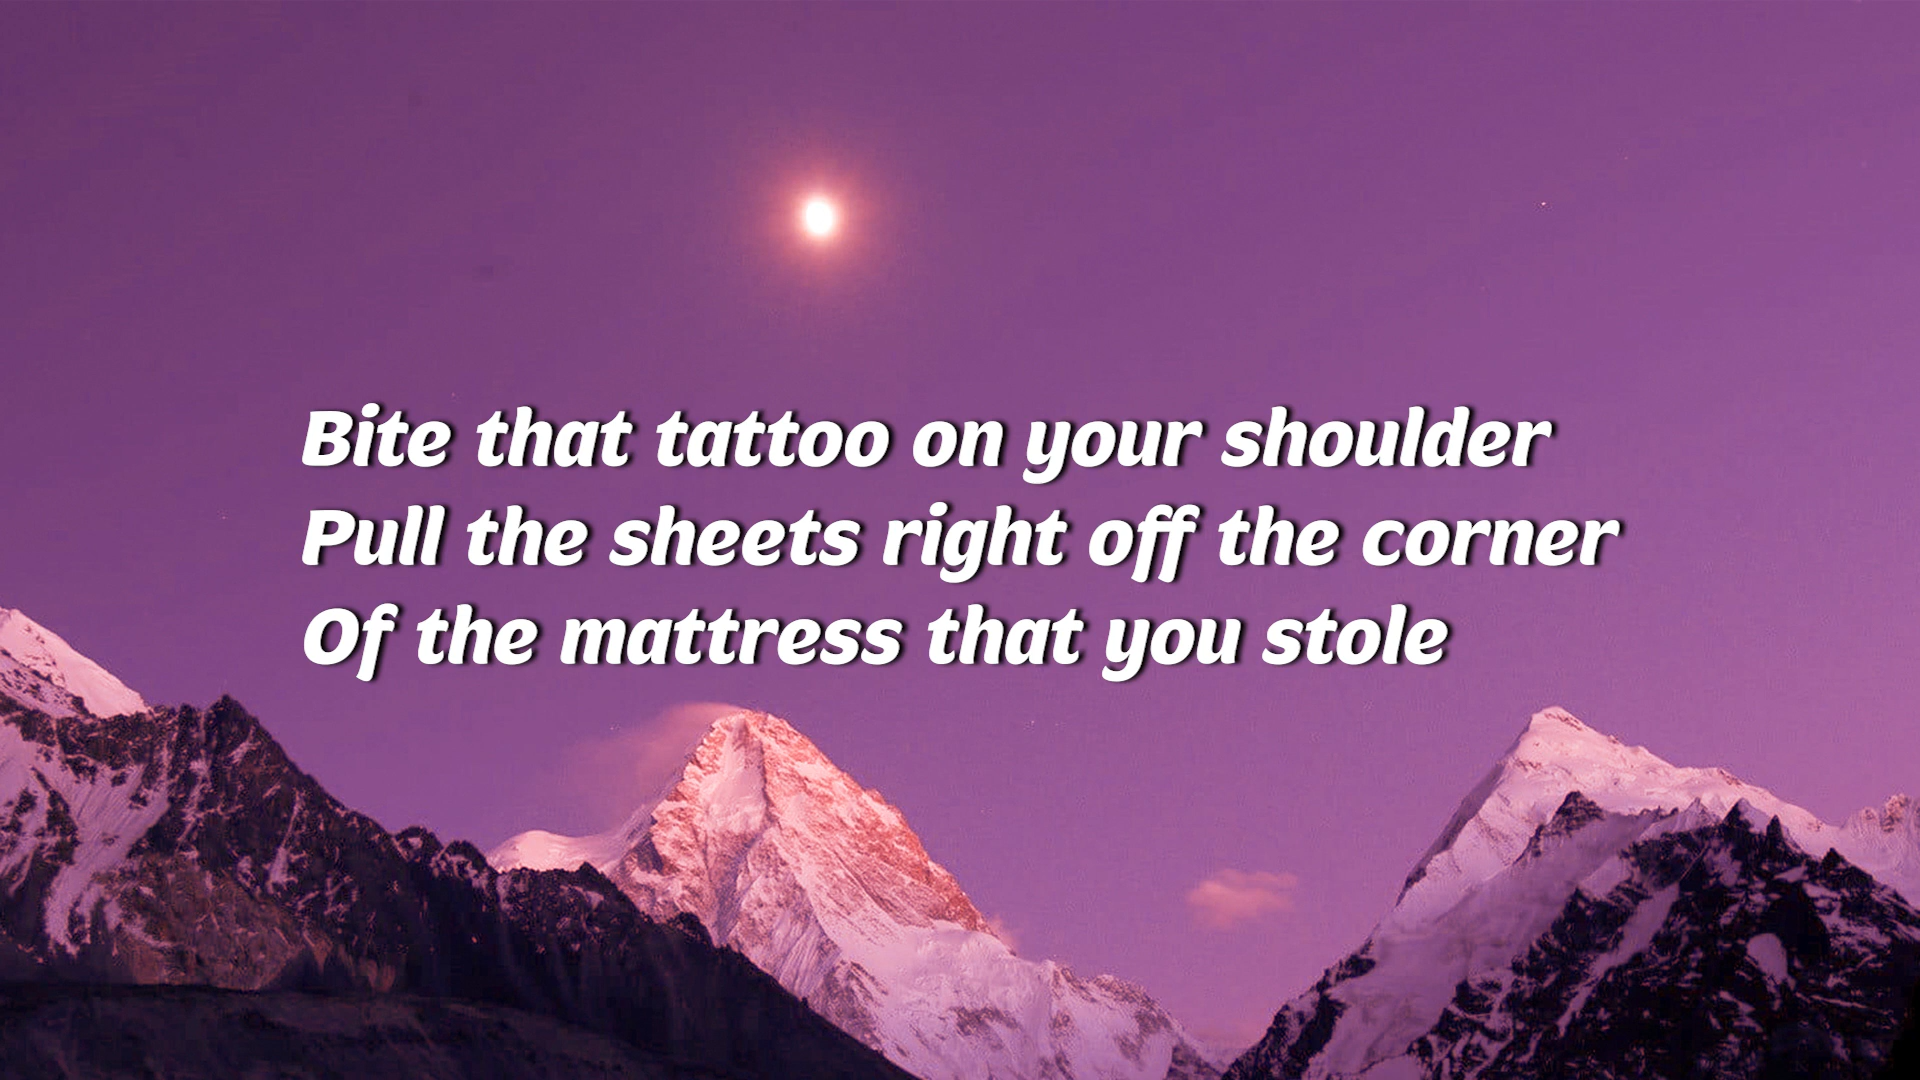 Bite that tattoo on your shoulder
Pull the sheets right off the corner
Of the mattress that you stole